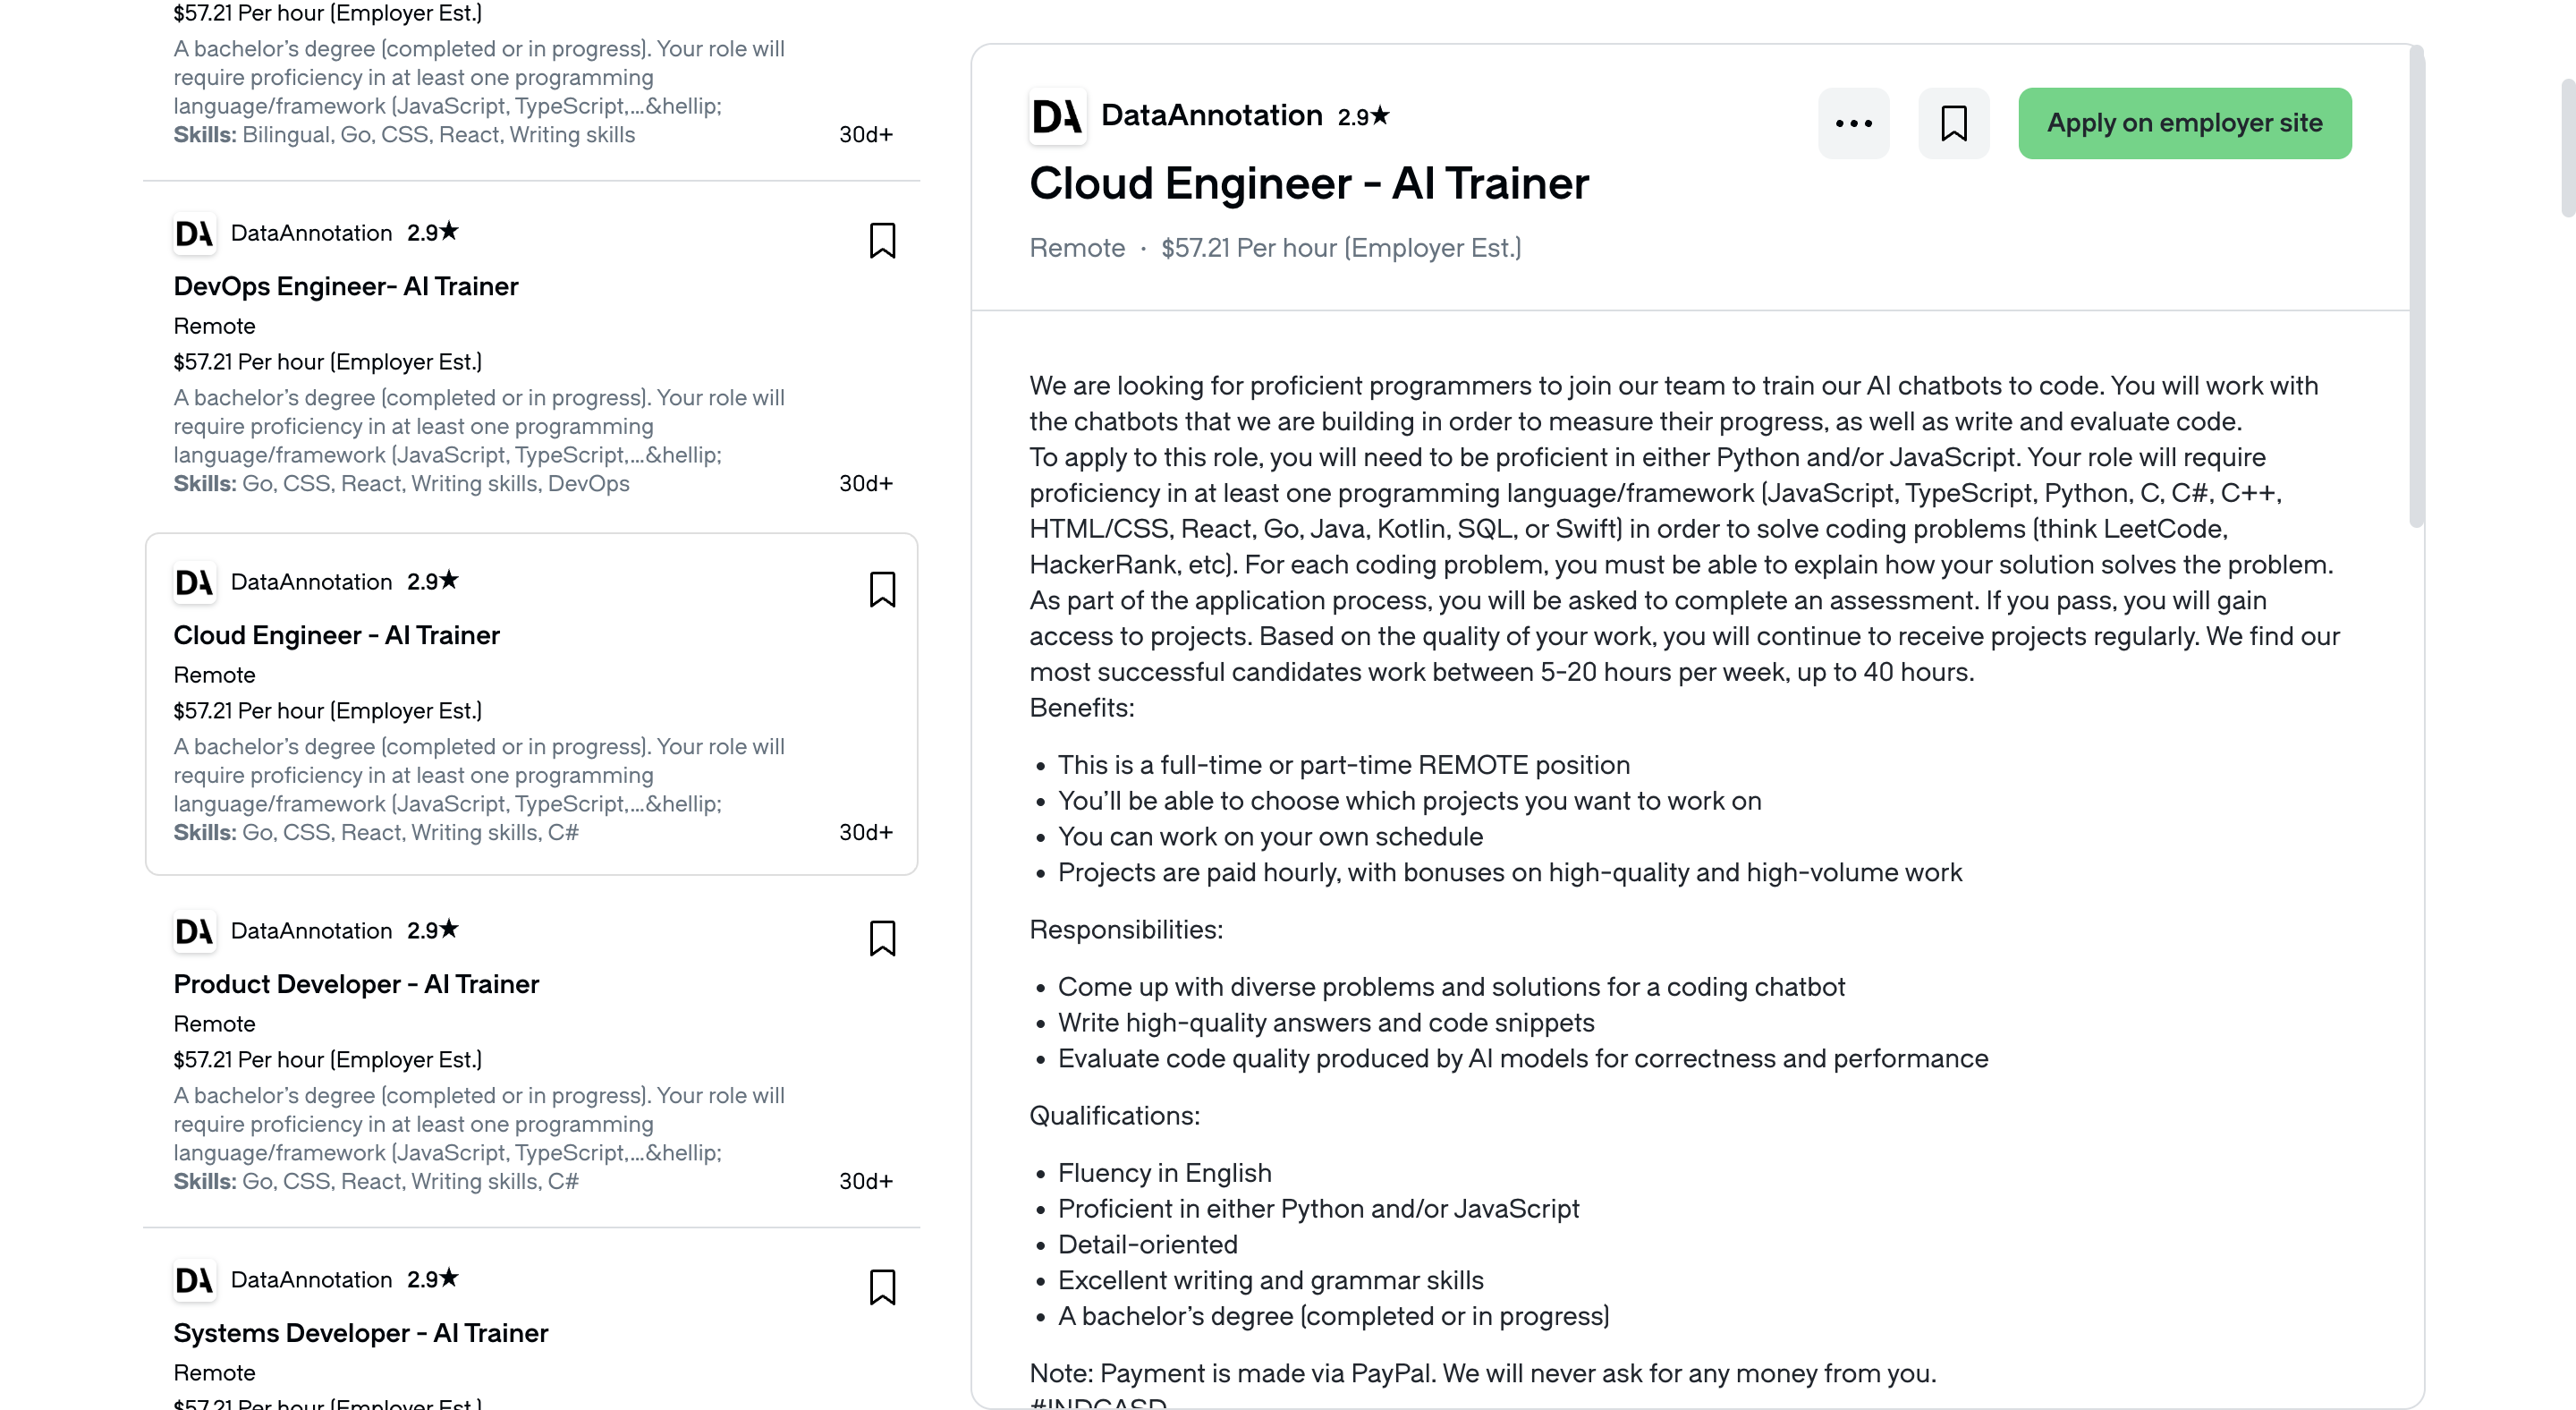 $57.21 Per hour (Employer Est.)
A bachelor's degree (completed or in progress). Your role will
require proficiency in at least one programming
language/framework (JavaScript, TypeScript,...&hellip;
Skills: Bilingual, Go, CSS, React, Writing skills
30d+
DA DataAnnotation 2.9★
DevOps Engineer- AI Trainer
Remote
$57.21 Per hour (Employer Est.)
A bachelor's degree (completed or in progress). Your role will
require proficiency in at least one programming
language/framework (JavaScript, TypeScript,...&hellip;
Skills: Go, CSS, React, Writing skills, DevOps
30d+
DA DataAnnotation 2.9★
Cloud Engineer - AI Trainer
Remote
$57.21 Per hour (Employer Est.)
A bachelor's degree (completed or in progress). Your role will
require proficiency in at least one programming
language/framework (JavaScript, TypeScript,...&hellip;
Skills: Go, CSS, React, Writing skills, C#
30d+
DA DataAnnotation 2.9★
Product Developer - AI Trainer
Remote
$57.21 Per hour (Employer Est.)
A bachelor's degree (completed or in progress). Your role will
require proficiency in at least one programming
language/framework (JavaScript, TypeScript,...&hellip;
Skills: Go, CSS, React, Writing skills, C#
30d+
DA DataAnnotation 2.9★
Systems Developer - AI Trainer
Remote
$57.21 Per hour (Employer Est.)
DA DataAnnotation 2.9★
Apply on employer site
Cloud Engineer - AI Trainer
Remote · $57.21 Per hour (Employer Est.)
We are looking for proficient programmers to join our team to train our AI chatbots to code. You will work with
the chatbots that we are building in order to measure their progress, as well as write and evaluate code.
To apply to this role, you will need to be proficient in either Python and/or JavaScript. Your role will require
proficiency in at least one programming language/framework (JavaScript, TypeScript, Python, C, C#, C++,
HTML/CSS, React, Go, Java, Kotlin, SQL, or Swift) in order to solve coding problems (think LeetCode,
HackerRank, etc). For each coding problem, you must be able to explain how your solution solves the problem.
As part of the application process, you will be asked to complete an assessment. If you pass, you will gain
access to projects. Based on the quality of your work, you will continue to receive projects regularly. We find our
most successful candidates work between 5-20 hours per week, up to 40 hours.
Benefits:
• This is a full-time or part-time REMOTE position
• You'll be able to choose which projects you want to work on
• You can work on your own schedule
• Projects are paid hourly, with bonuses on high-quality and high-volume work
Responsibilities:
• Come up with diverse problems and solutions for a coding chatbot
• Write high-quality answers and code snippets
• Evaluate code quality produced by AI models for correctness and performance
Qualifications:
• Fluency in English
• Proficient in either Python and/or JavaScript
• Detail-oriented
• Excellent writing and grammar skills
• A bachelor's degree (completed or in progress)
Note: Payment is made via PayPal. We will never ask for any money from you.